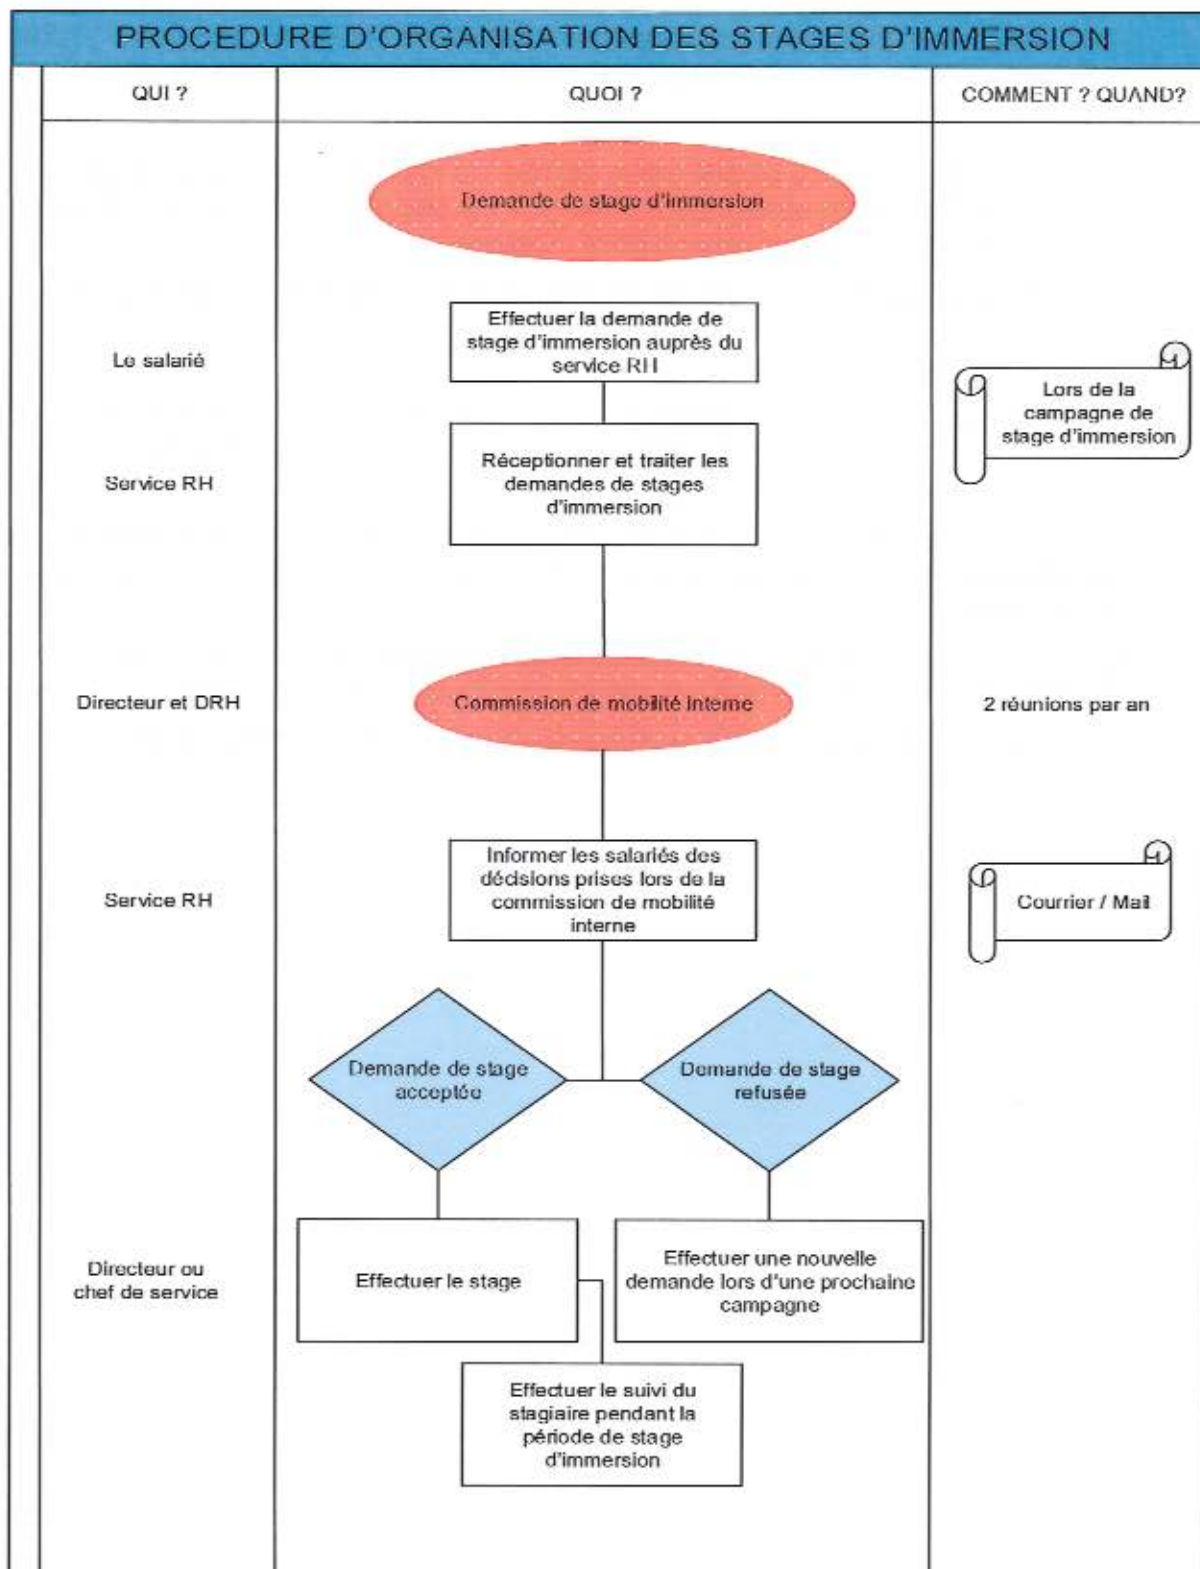 PROCEDURE D'ORGANISATION DES STAGES D'IMMERSION
QUI ?
QUOI ?
COMMENT ? QUAND?
Demande de stage d'immersion
Le salarié
Effectuer la demande de
stage d'immersion auprès du
service RH
Lors de la
campagne de
stage d'immersion
Service RH
Réceptionner et traiter les
demandes de stages
d'immersion
Directeur et DRH
Commission de mobilité interne
2 réunions par an
Service RH
Informer les salariés des
décisions prises lors de la
commission de mobilité
interne
Courrier / Mail
Demande de stage
acceptée
Demande de stage
refusée
Directeur ou
chef de service
Effectuer le stage
Effectuer une nouvelle
demande lors d'une prochaine
campagne
Effectuer le suivi du
stagiaire pendant la
période de stage
d'immersion